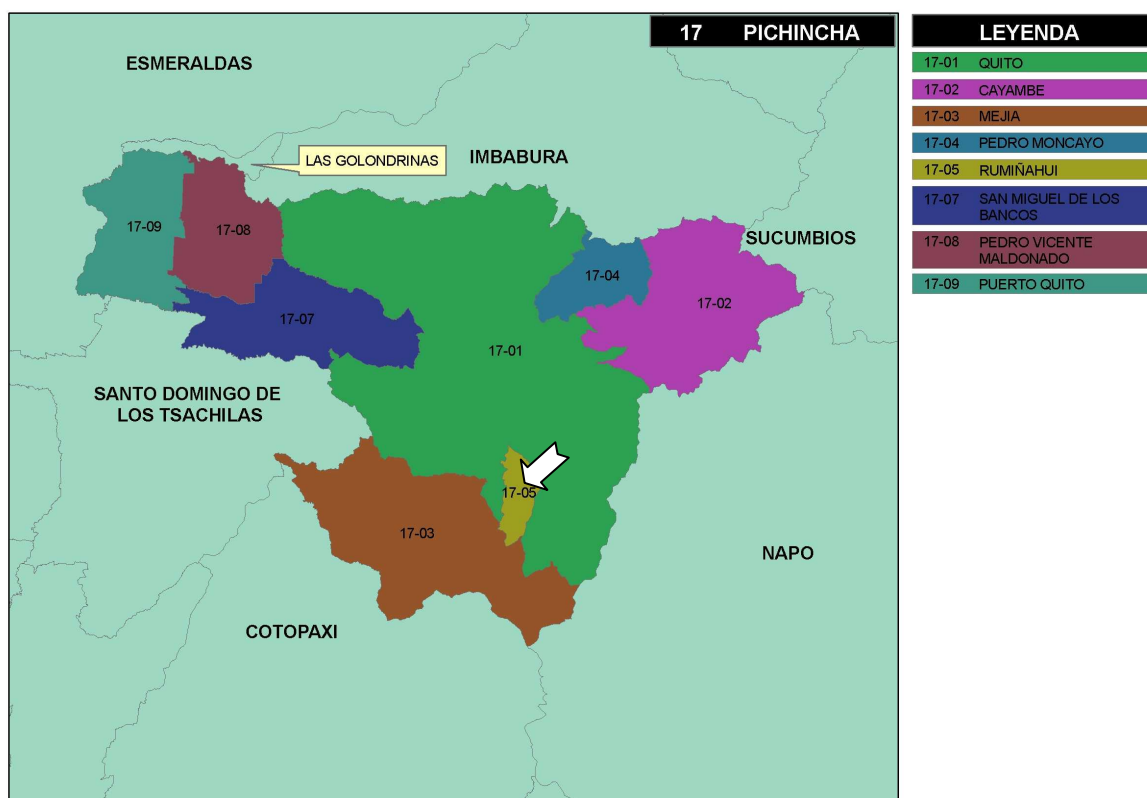 17 PICHINCHA
ESMERALDAS
LAS GOLONDRINAS
IMBABURA
17-09
17-08
SUCUMBIOS
17-04
17-02
17-07
17-01
SANTO DOMINGO DE
LOS TSACHILAS
17-05
17-03
NAPO
COTOPAXI
LEYENDA
17-01 QUITO
17-02 CAYAMBE
17-03 MEJIA
17-04 PEDRO MONCAYO
17-05 RUMIÑAHUI
17-07 SAN MIGUEL DE LOS
BANCOS
17-08 PEDRO VICENTE
MALDONADO
17-09 PUERTO QUITO